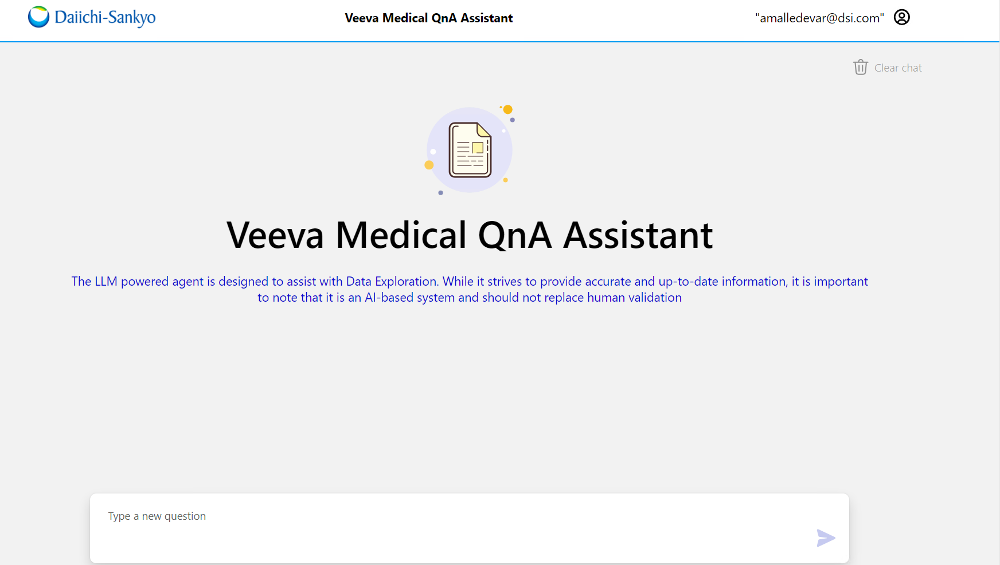 Daiichi-Sankyo
Veeva Medical QnA Assistant
"amalledevar@dsi.com"
Clear chat
Veeva Medical QnA Assistant
The LLM powered agent is designed to assist with Data Exploration. While it strives to provide accurate and up-to-date information, it is important
to note that it is an AI-based system and should not replace human validation
Type a new question